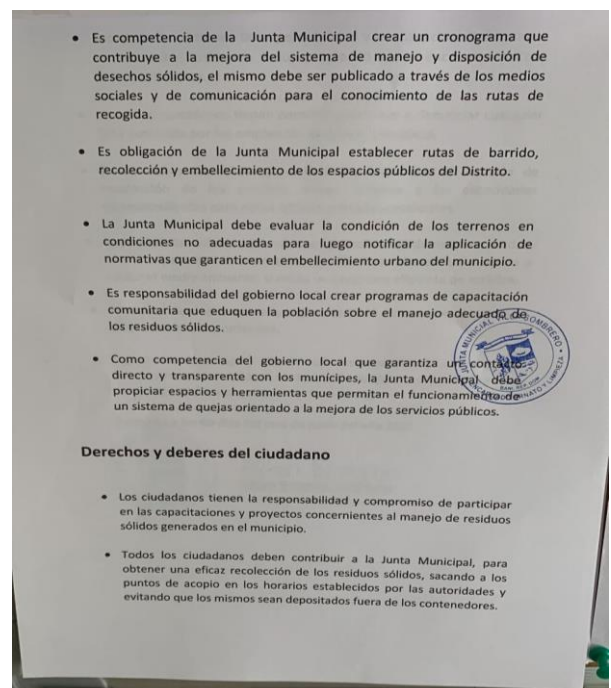 • Es competencia de la Junta Municipal crear un cronograma que
contribuye a la mejora del sistema de manejo y disposición de
desechos sólidos, el mismo debe ser publicado a través de los medios
sociales y de comunicación para el conocimiento de las rutas de
recogida.
• Es obligación de la Junta Municipal establecer rutas de barrido,
recolección y embellecimiento de los espacios públicos del Distrito.
• La Junta Municipal debe evaluar la condición de los terrenos en
condiciones no adecuadas para luego notificar la aplicación de
normativas que garanticen el embellecimiento urbano del municipio.
• Es responsabilidad del gobierno local crear programas de capacitación
comunitaria que eduquen la población sobre el manejo adecuado de
los residuos sólidos.
• Como competencia del gobierno local que garantiza un contacto
directo y transparente con los munícipes, la Junta Municipal debe
propiciar espacios y herramientas que permitan el funcionamiento de
un sistema de quejas orientado a la mejora de los servicios públicos.
JUNTA MUNICIPAL VILLA SOMBRERO
Derechos y deberes del ciudadano
• Los ciudadanos tienen la responsabilidad y compromiso de participar
en las capacitaciones y proyectos concernientes al manejo de residuos
sólidos generados en el municipio.
• Todos los ciudadanos deben contribuir a la Junta Municipal, para
obtener una eficaz recolección de los residuos sólidos, sacando a los
puntos de acopio en los horarios establecidos por las autoridades y
evitando que los mismos sean depositados fuera de los contenedores.